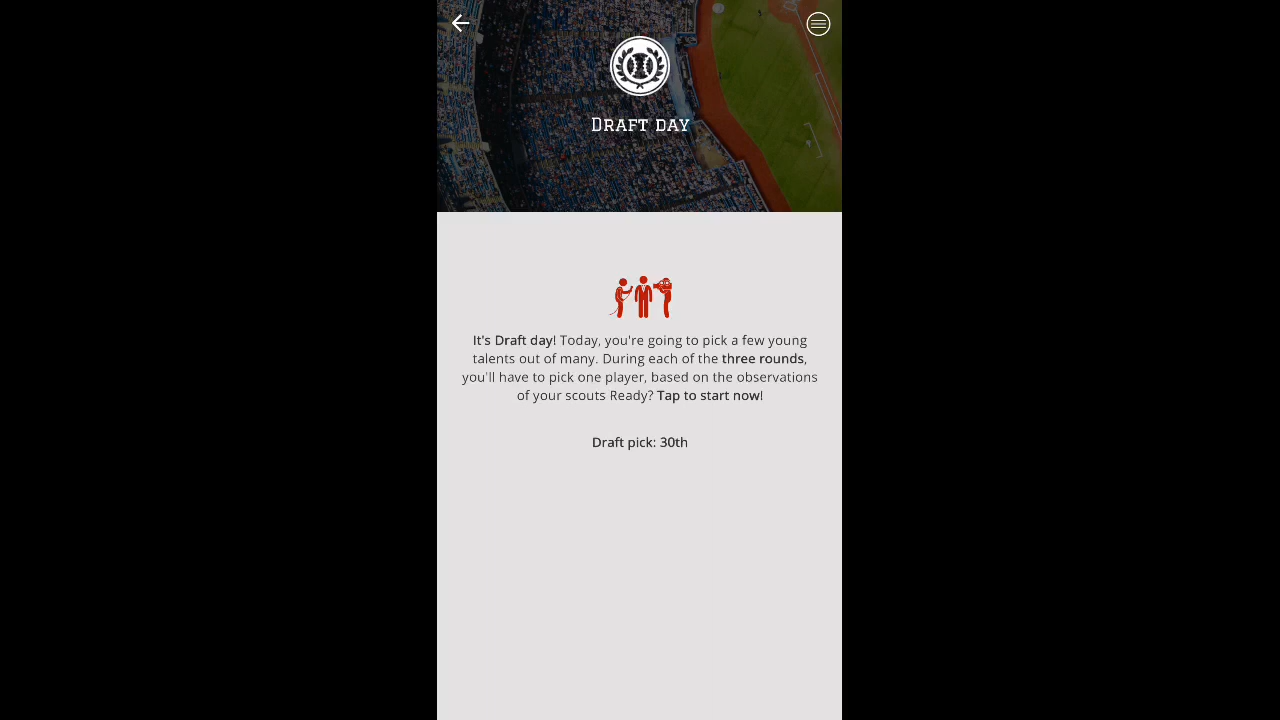 Draft day
It's Draft day! Today, you're going to pick a few young
talents out of many. During each of the three rounds,
you'll have to pick one player, based on the observations
of your scouts Ready? Tap to start now!
Draft pick: 30th